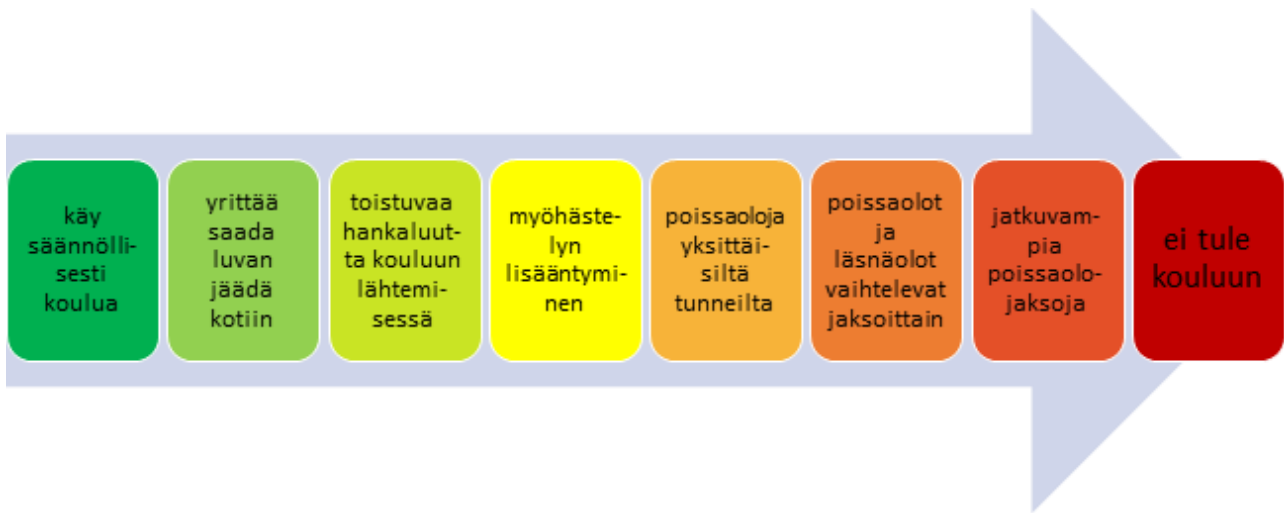 käy
säännölli-
sesti
koulua
yrittää
saada
luvan
jäädä
kotiin
toistuvaa
hankaluut-
ta kouluun
lähtemi-
sessä
myöhäste-
lyn
lisääntymi-
nen
poissaoloja
yksittäi-
siltä
tunneilta
poissaolot
ja
läsnäolot
vaihtelevat
jaksoittain
jatkuvam-
pia
poissaolo-
jaksoja
ei tule
kouluun